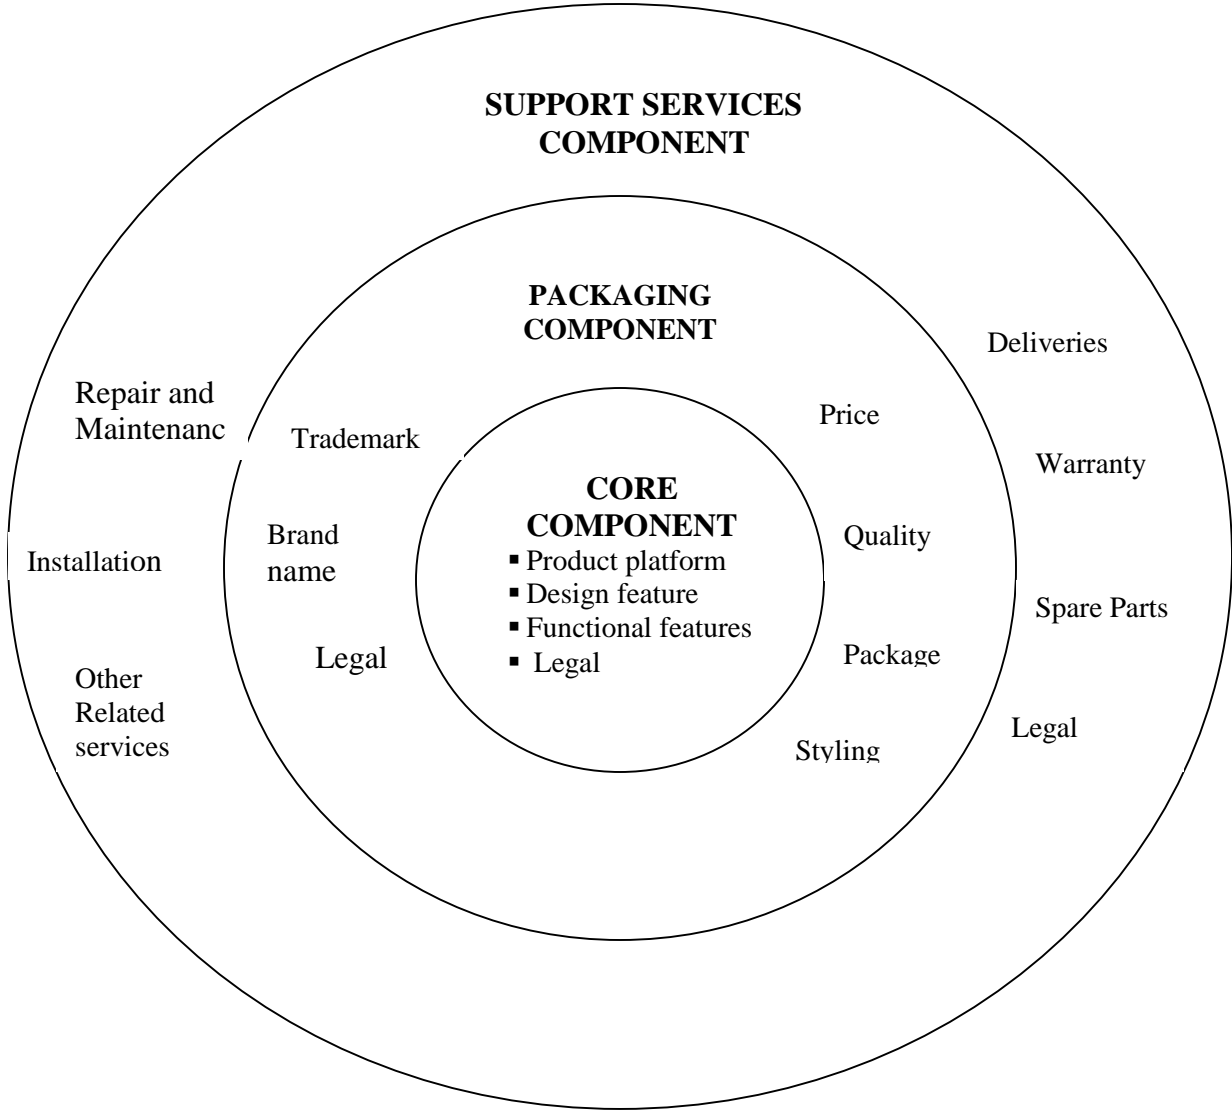 SUPPORT SERVICES
COMPONENT
PACKAGING
COMPONENT
Deliveries
Repair and
Maintenanc
Trademark
Price
Warranty
CORE
COMPONENT
▪ Product platform
▪ Design feature
▪ Functional features
▪ Legal
Brand
name
Quality
Installation
Spare Parts
Legal
Package
Other
Related
services
Styling
Legal